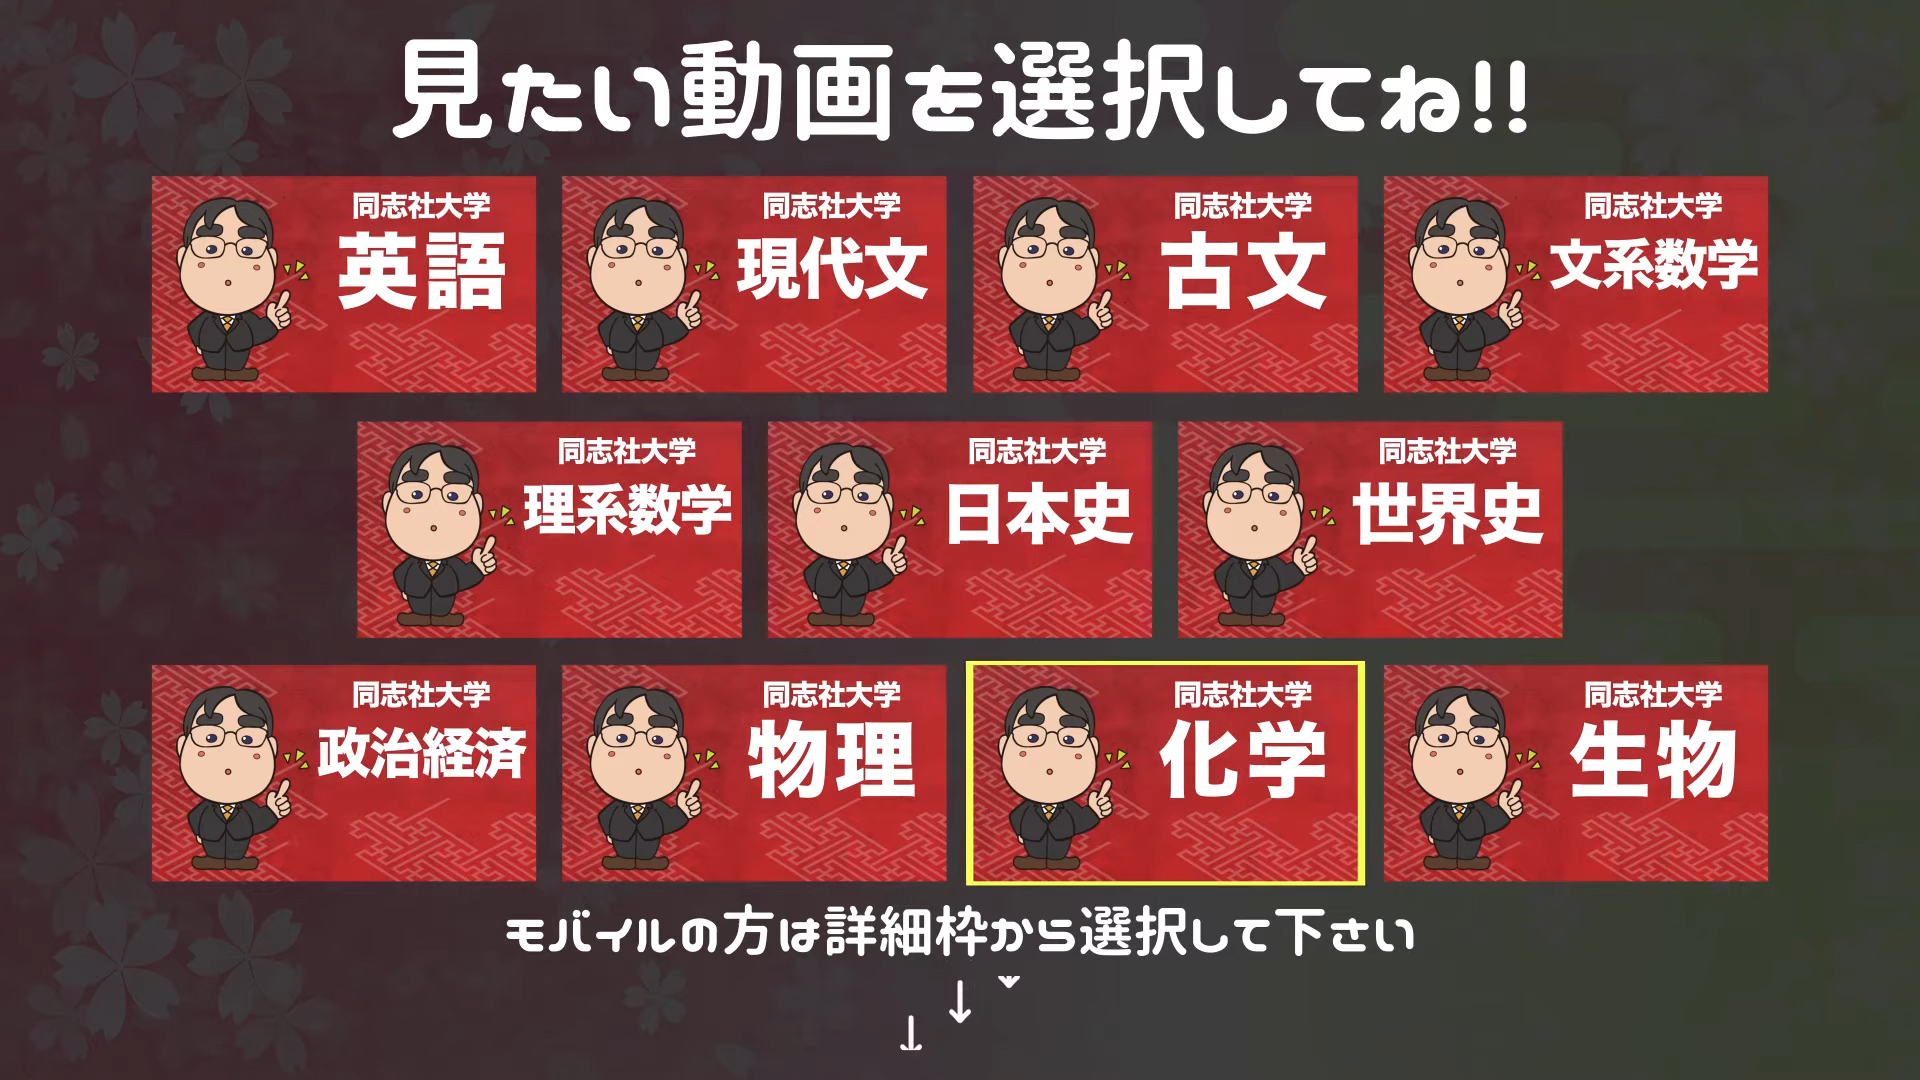 見たい動画を選択してね!!
同志社大学
英語
同志社大学
現代文
同志社大学
古文
同志社大学
文系数学
同志社大学
理系数学
同志社大学
日本史
同志社大学
世界史
同志社大学
政治経済
同志社大学
物理
同志社大学
化学
同志社大学
生物
モバイルの方は詳細枠から選択して下さい